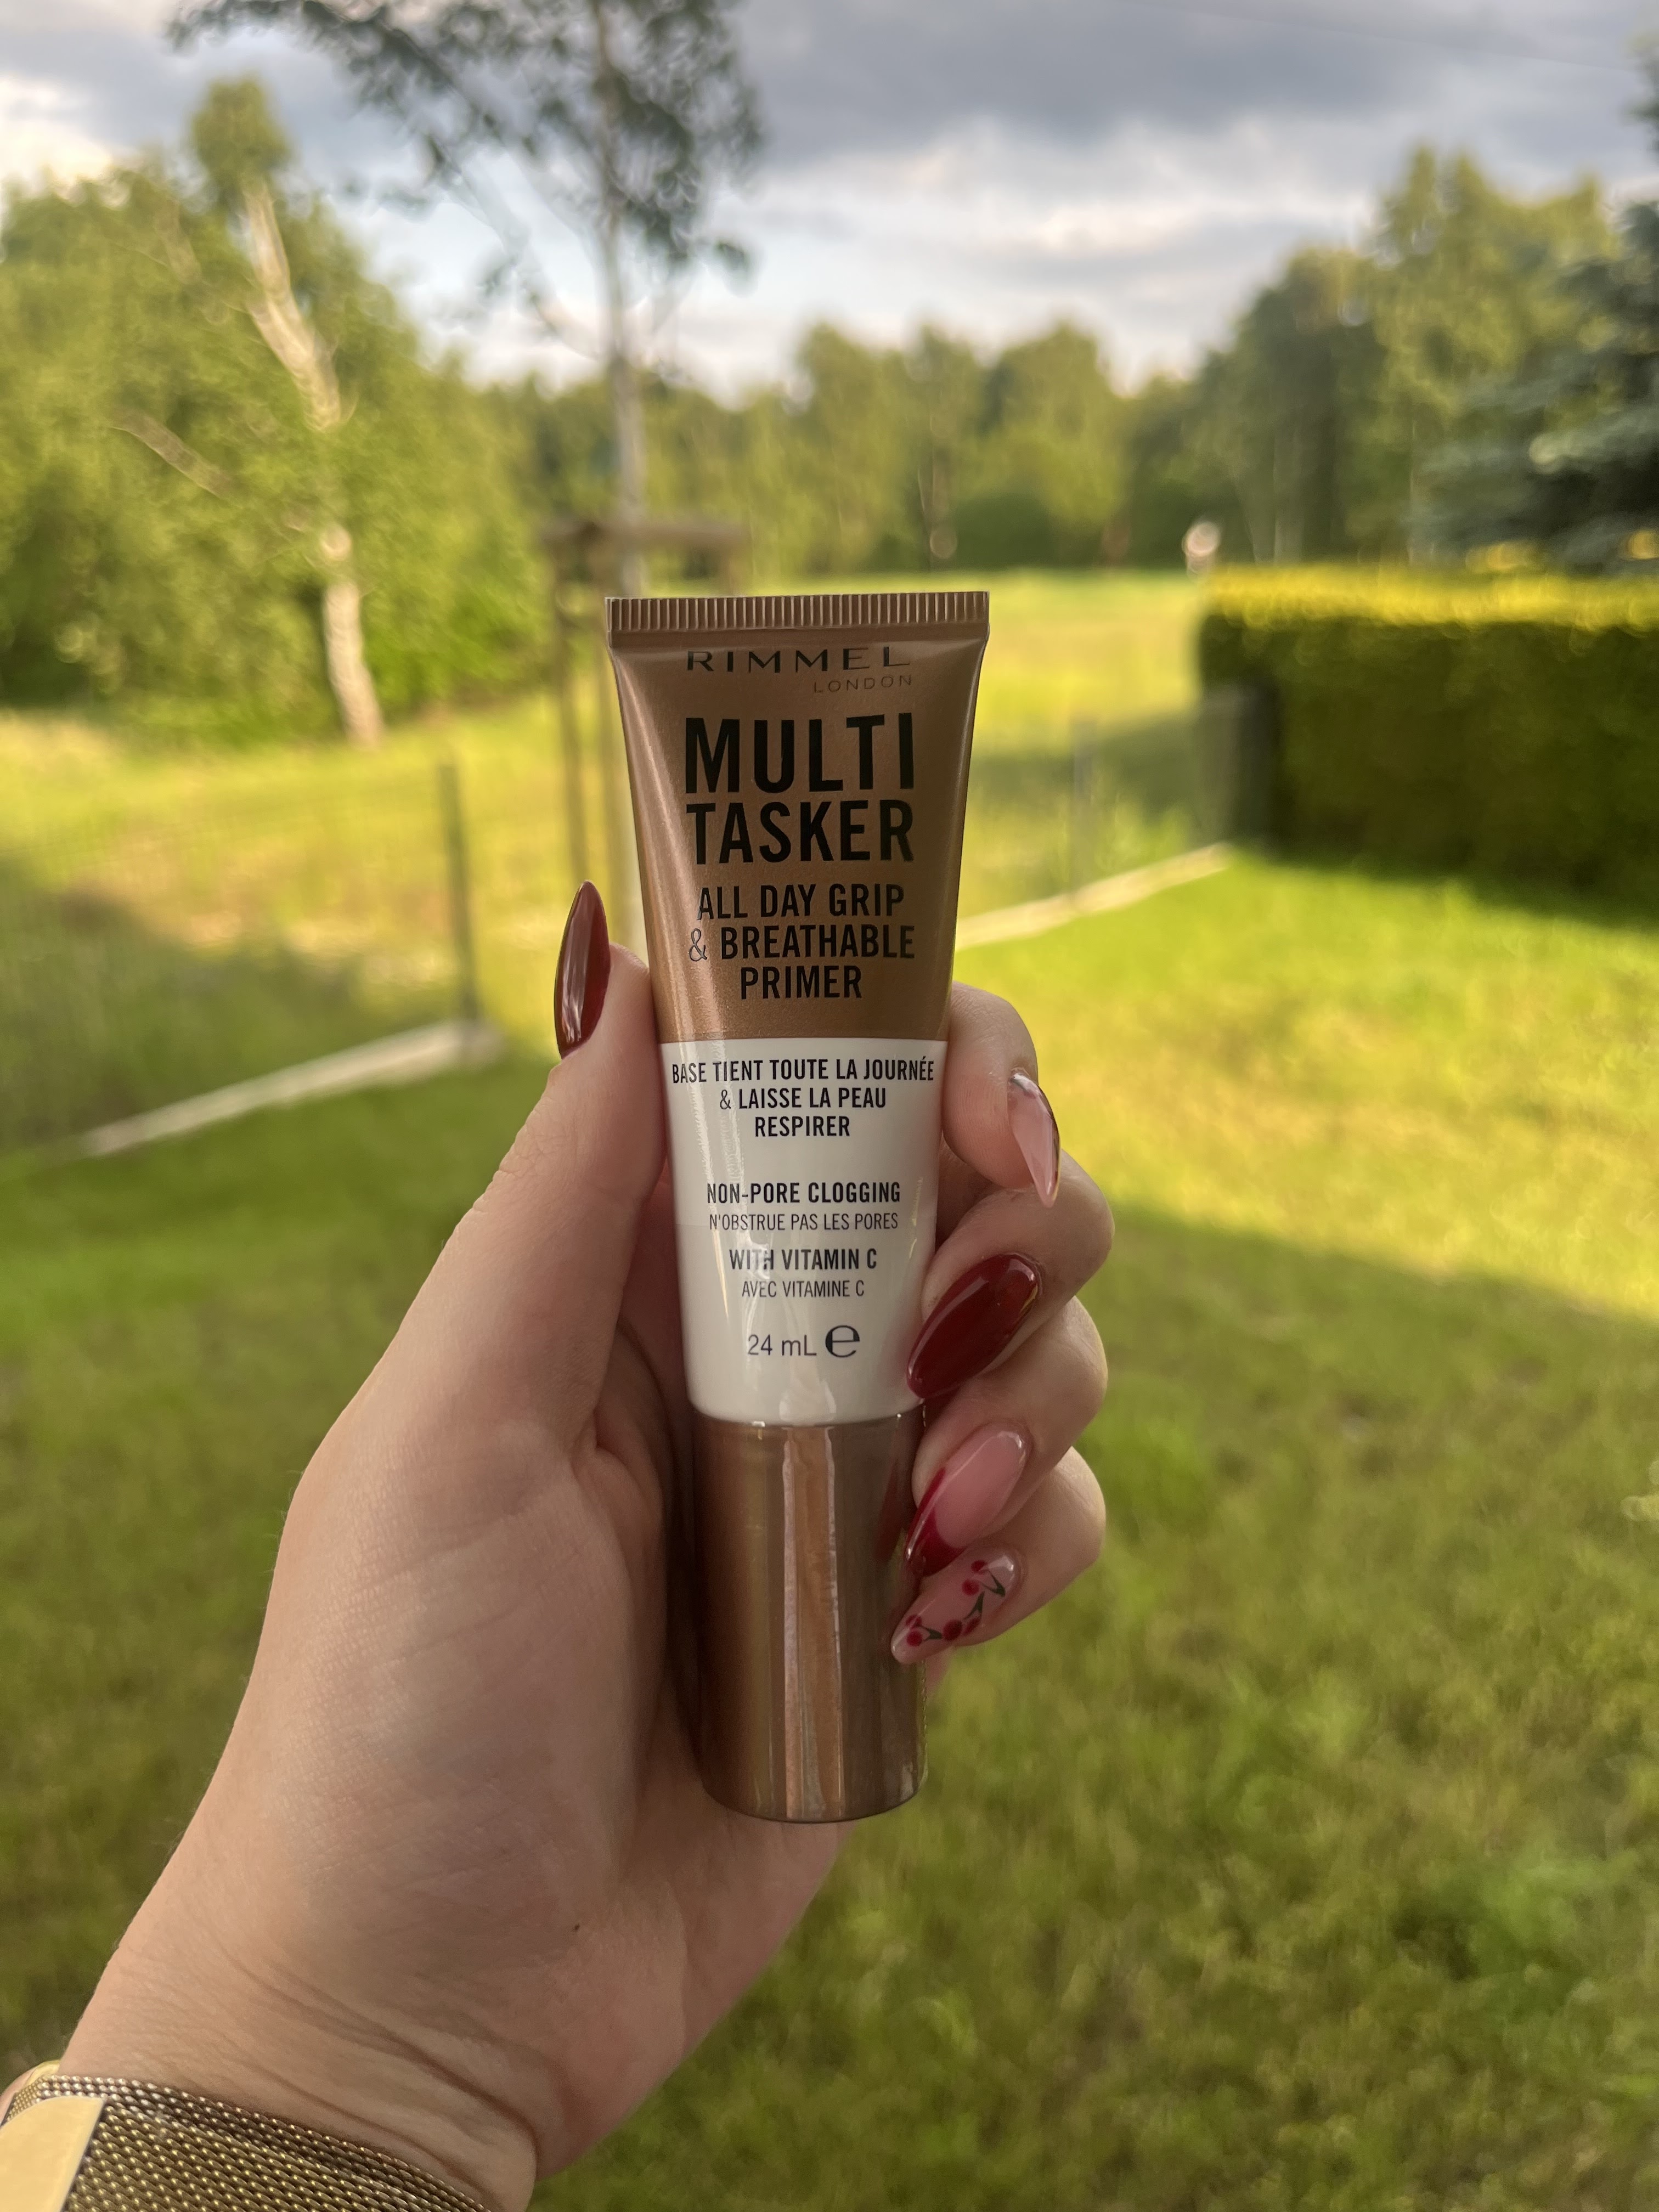 RIMMEL
LONDON
MULTI
TASKER
ALL DAY GRIP
& BREATHABLE
PRIMER
BASE TIENT TOUTE LA JOURNÉE
& LAISSE LA PEAU
RESPIRER
NON-PORE CLOGGING
N'OBSTRUE PAS LES PORES
WITH VITAMIN C
AVEC VITAMINE C
24 mL ℮